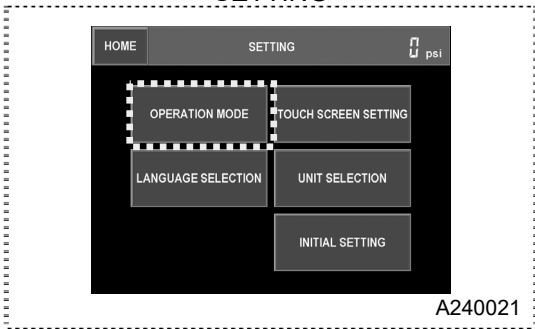 HOME SETTING 0 psi
OPERATION MODE TOUCH SCREEN SETTING
LANGUAGE SELECTION UNIT SELECTION
INITIAL SETTING
A240021